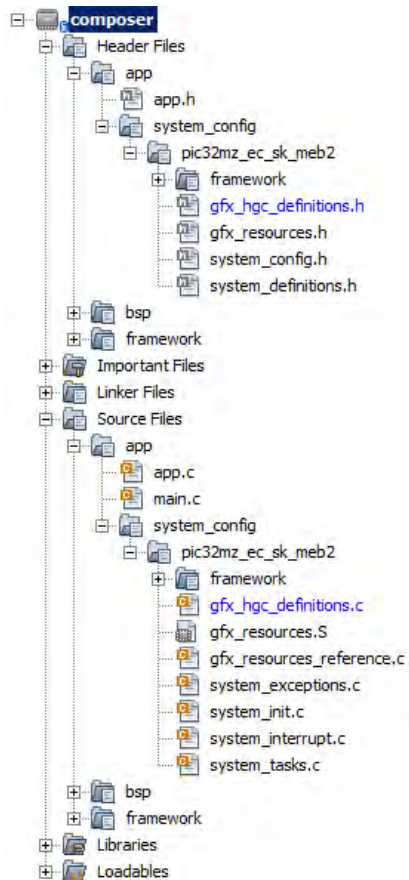 composer
Header Files
app
app.h
system_config
pic32mz_ec_sk_meb2
framework
gfx_hgc_definitions.h
gfx_resources.h
system_config.h
system_definitions.h
bsp
framework
Important Files
Linker Files
Source Files
app
app.c
main.c
system_config
pic32mz_ec_sk_meb2
framework
gfx_hgc_definitions.c
gfx_resources.S
gfx_resources_reference.c
system_exceptions.c
system_init.c
system_interrupt.c
system_tasks.c
bsp
framework
Libraries
Loadables